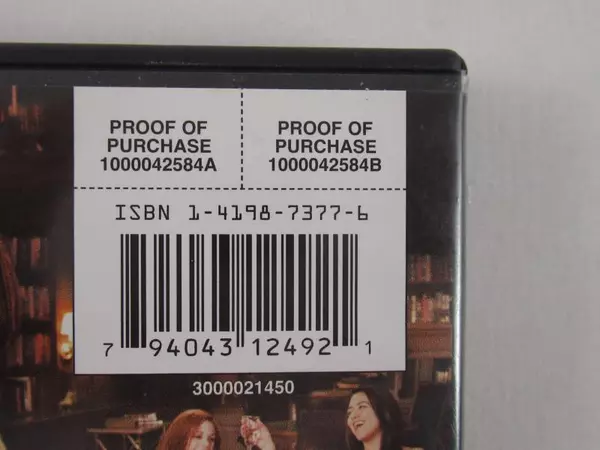 PROOF OF PURCHASE 1000042584A
PROOF OF PURCHASE 1000042584B
ISBN 1-4198-7377-6
7 94043 12492 1
3000021450